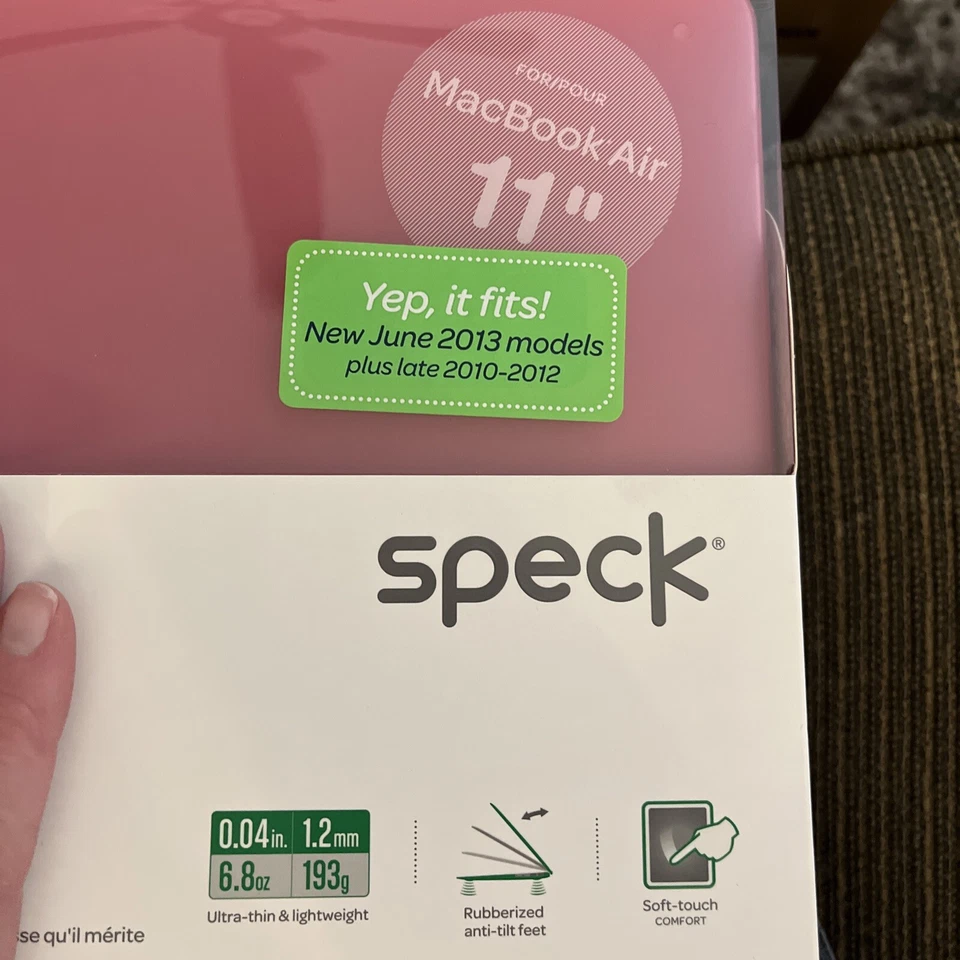 FOR/POUR
MacBook Air
11"
Yep, it fits!
New June 2013 models
plus late 2010-2012
speck®
0.04in. 1.2mm
6.8oz 193g
Ultra-thin & lightweight
Rubberized
anti-tilt feet
Soft-touch
COMFORT
qu'il mérite